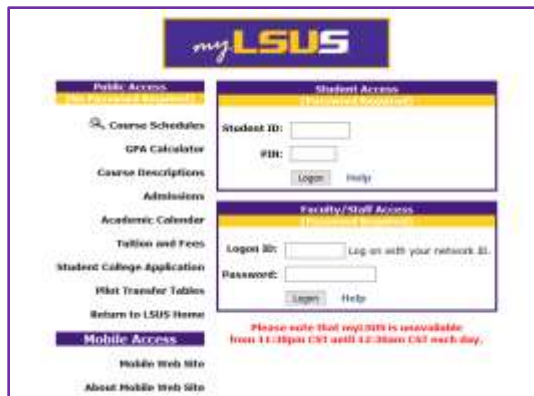 myLSUS
Public Access
(No Password Required)
Course Schedules
GPA Calculator
Course Descriptions
Admissions
Academic Calendar
Tuition and Fees
Student College Application
Pilot Transfer Tables
Return to LSUS Home
Mobile Access
Mobile Web Site
About Mobile Web Site
Student Access
(Password Required)
Student ID:
PIN:
Logon Help
Faculty/Staff Access
(Password Required)
Logon ID: Log on with your network ID.
Password:
Logon Help
Please note that myLSUS is unavailable
from 11:30pm CST until 12:30am CST each day.